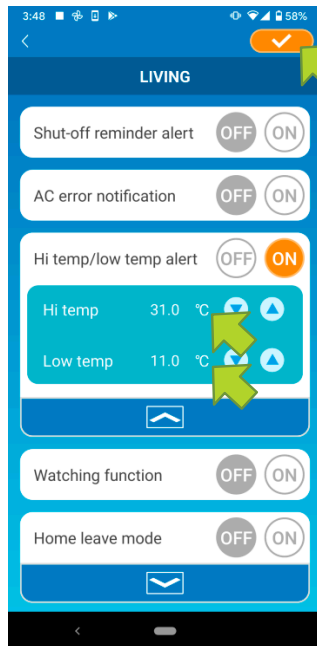 3:48 58%
LIVING
Shut-off reminder alert OFF ON
AC error notification OFF ON
Hi temp/low temp alert OFF ON
Hi temp 31.0 ℃
Low temp 11.0 ℃
Watching function OFF ON
Home leave mode OFF ON